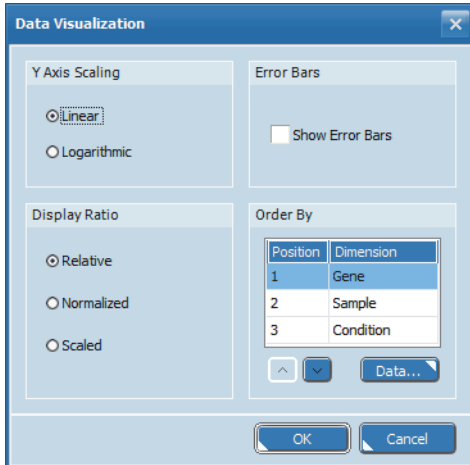 Data Visualization
Y Axis Scaling
Linear
Logarithmic
Error Bars
Show Error Bars
Display Ratio
Relative
Normalized
Scaled
Order By
Position Dimension
1 Gene
2 Sample
3 Condition
Data...
OK Cancel